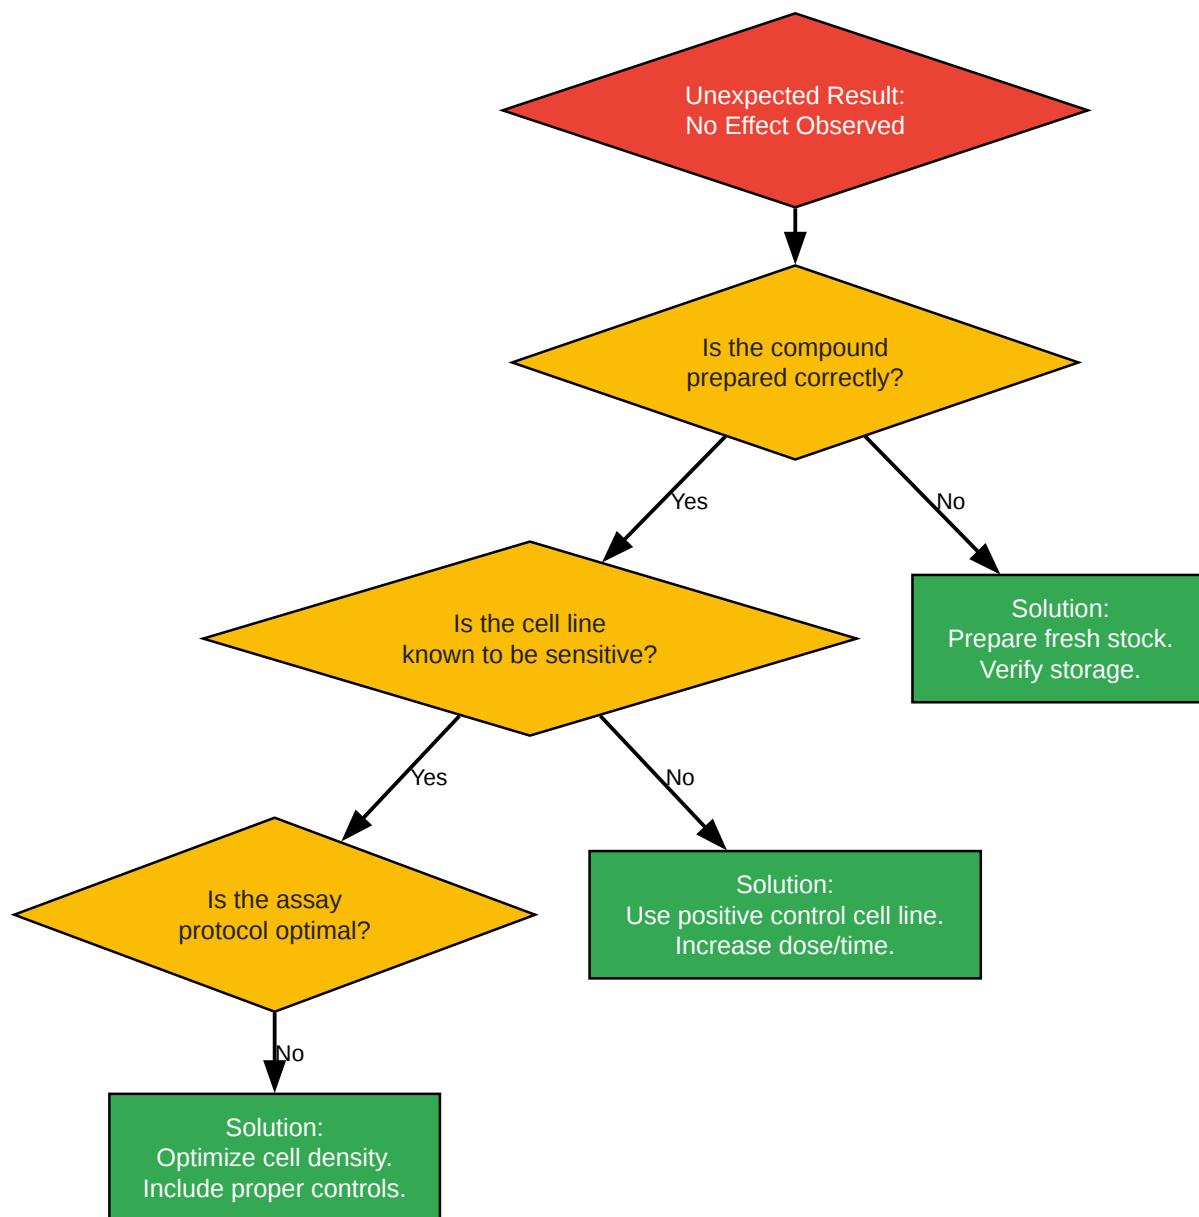 Unexpected Result:
No Effect Observed
Is the compound
prepared correctly?
Yes
No
Is the cell line
known to be sensitive?
Solution:
Prepare fresh stock.
Verify storage.
Yes
No
Is the assay
protocol optimal?
Solution:
Use positive control cell line.
Increase dose/time.
No
Solution:
Optimize cell density.
Include proper controls.